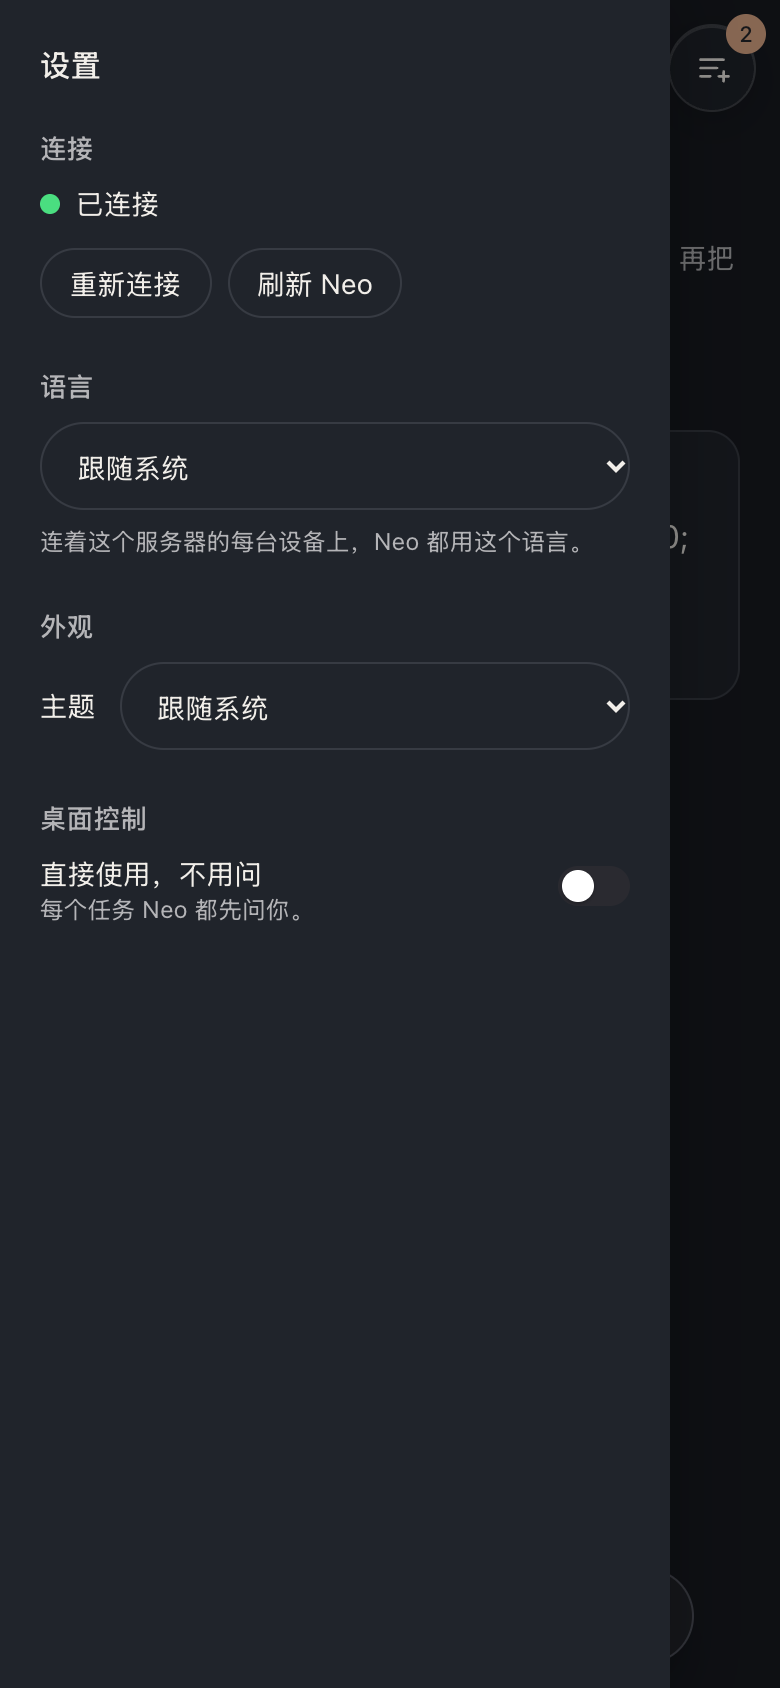 设置
2
连接
已连接
再把
重新连接
刷新 Neo
语言
跟随系统
连着这个服务器的每台设备上，Neo 都用这个语言。
外观
主题
跟随系统
桌面控制
直接使用，不用问
每个任务 Neo 都先问你。